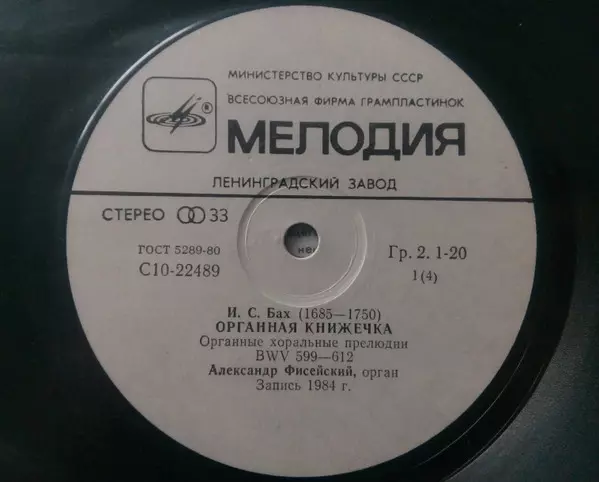 МИНИСТЕРСТВО КУЛЬТУРЫ СССР
ВСЕСОЮЗНАЯ ФИРМА ГРАМПЛАСТИНОК
®
МЕЛОДИЯ
ЛЕНИНГРАДСКИЙ ЗАВОД
СТЕРЕО 33
ГОСТ 5289-80
Гр. 2. 1-20
С10-22489
1(4)
И. С. Бах (1685—1750)
ОРГАННАЯ КНИЖЕЧКА
Органные хоральные прелюдии
BWV 599—612
Александр Фисейский, орган
Запись 1984 г.